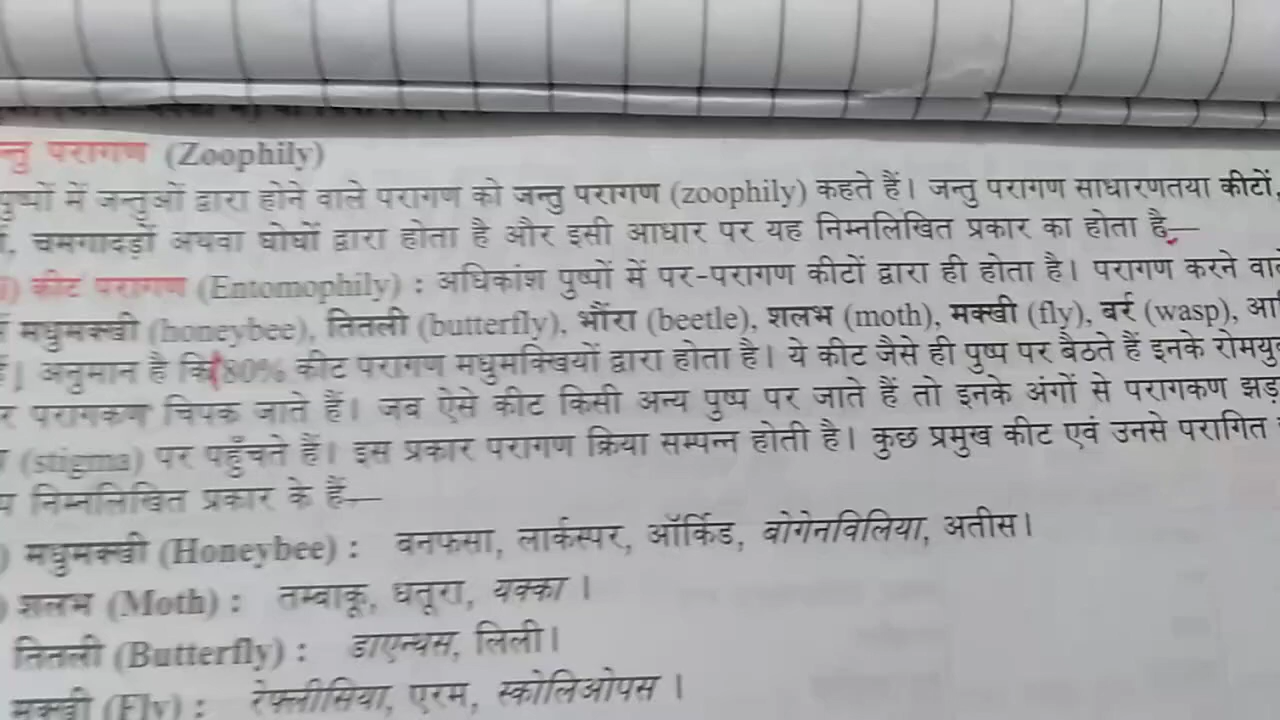 न्तु परागण (Zoophily)
पुष्पों में जन्तुओं द्वारा होने वाले परागण को जन्तु परागण (zoophily) कहते हैं। जन्तु परागण साधारणतया कीटों,
चमगादड़ों अथवा घोघों द्वारा होता है और इसी आधार पर यह निम्नलिखित प्रकार का होता है—
कीट परागण (Entomophily) : अधिकांश पुष्पों में पर-परागण कीटों द्वारा ही होता है। परागण करने
मधुमक्खी (honeybee), तितली (butterfly), भौंरा (beetle), शलभ (moth), मक्खी (fly), बर्र (wasp),
अनुमान है कि 80% कीट परागण मधुमक्खियों द्वारा होता है। ये कीट जैसे ही पुष्प पर बैठते हैं इनके
परागकण चिपक जाते हैं। जब ऐसे कीट किसी अन्य पुष्प पर जाते हैं तो इनके अंगों से परागकण झड़
(stigma) पर पहुँचते हैं। इस प्रकार परागण क्रिया सम्पन्न होती है। कुछ प्रमुख कीट एवं उनसे परागित
निम्नलिखित प्रकार के हैं—
मधुमक्खी (Honeybee) : बनफसा, लार्कस्पर, ऑर्किड, बोगेनविलिया, अतीस।
शलभ (Moth) : तम्बाकू, धतूरा, यक्का ।
तितली (Butterfly) : डाएन्थस, लिली।
मक्खी (Fly) : रेफ्लीसिया, एरम, स्कोलिओपस ।